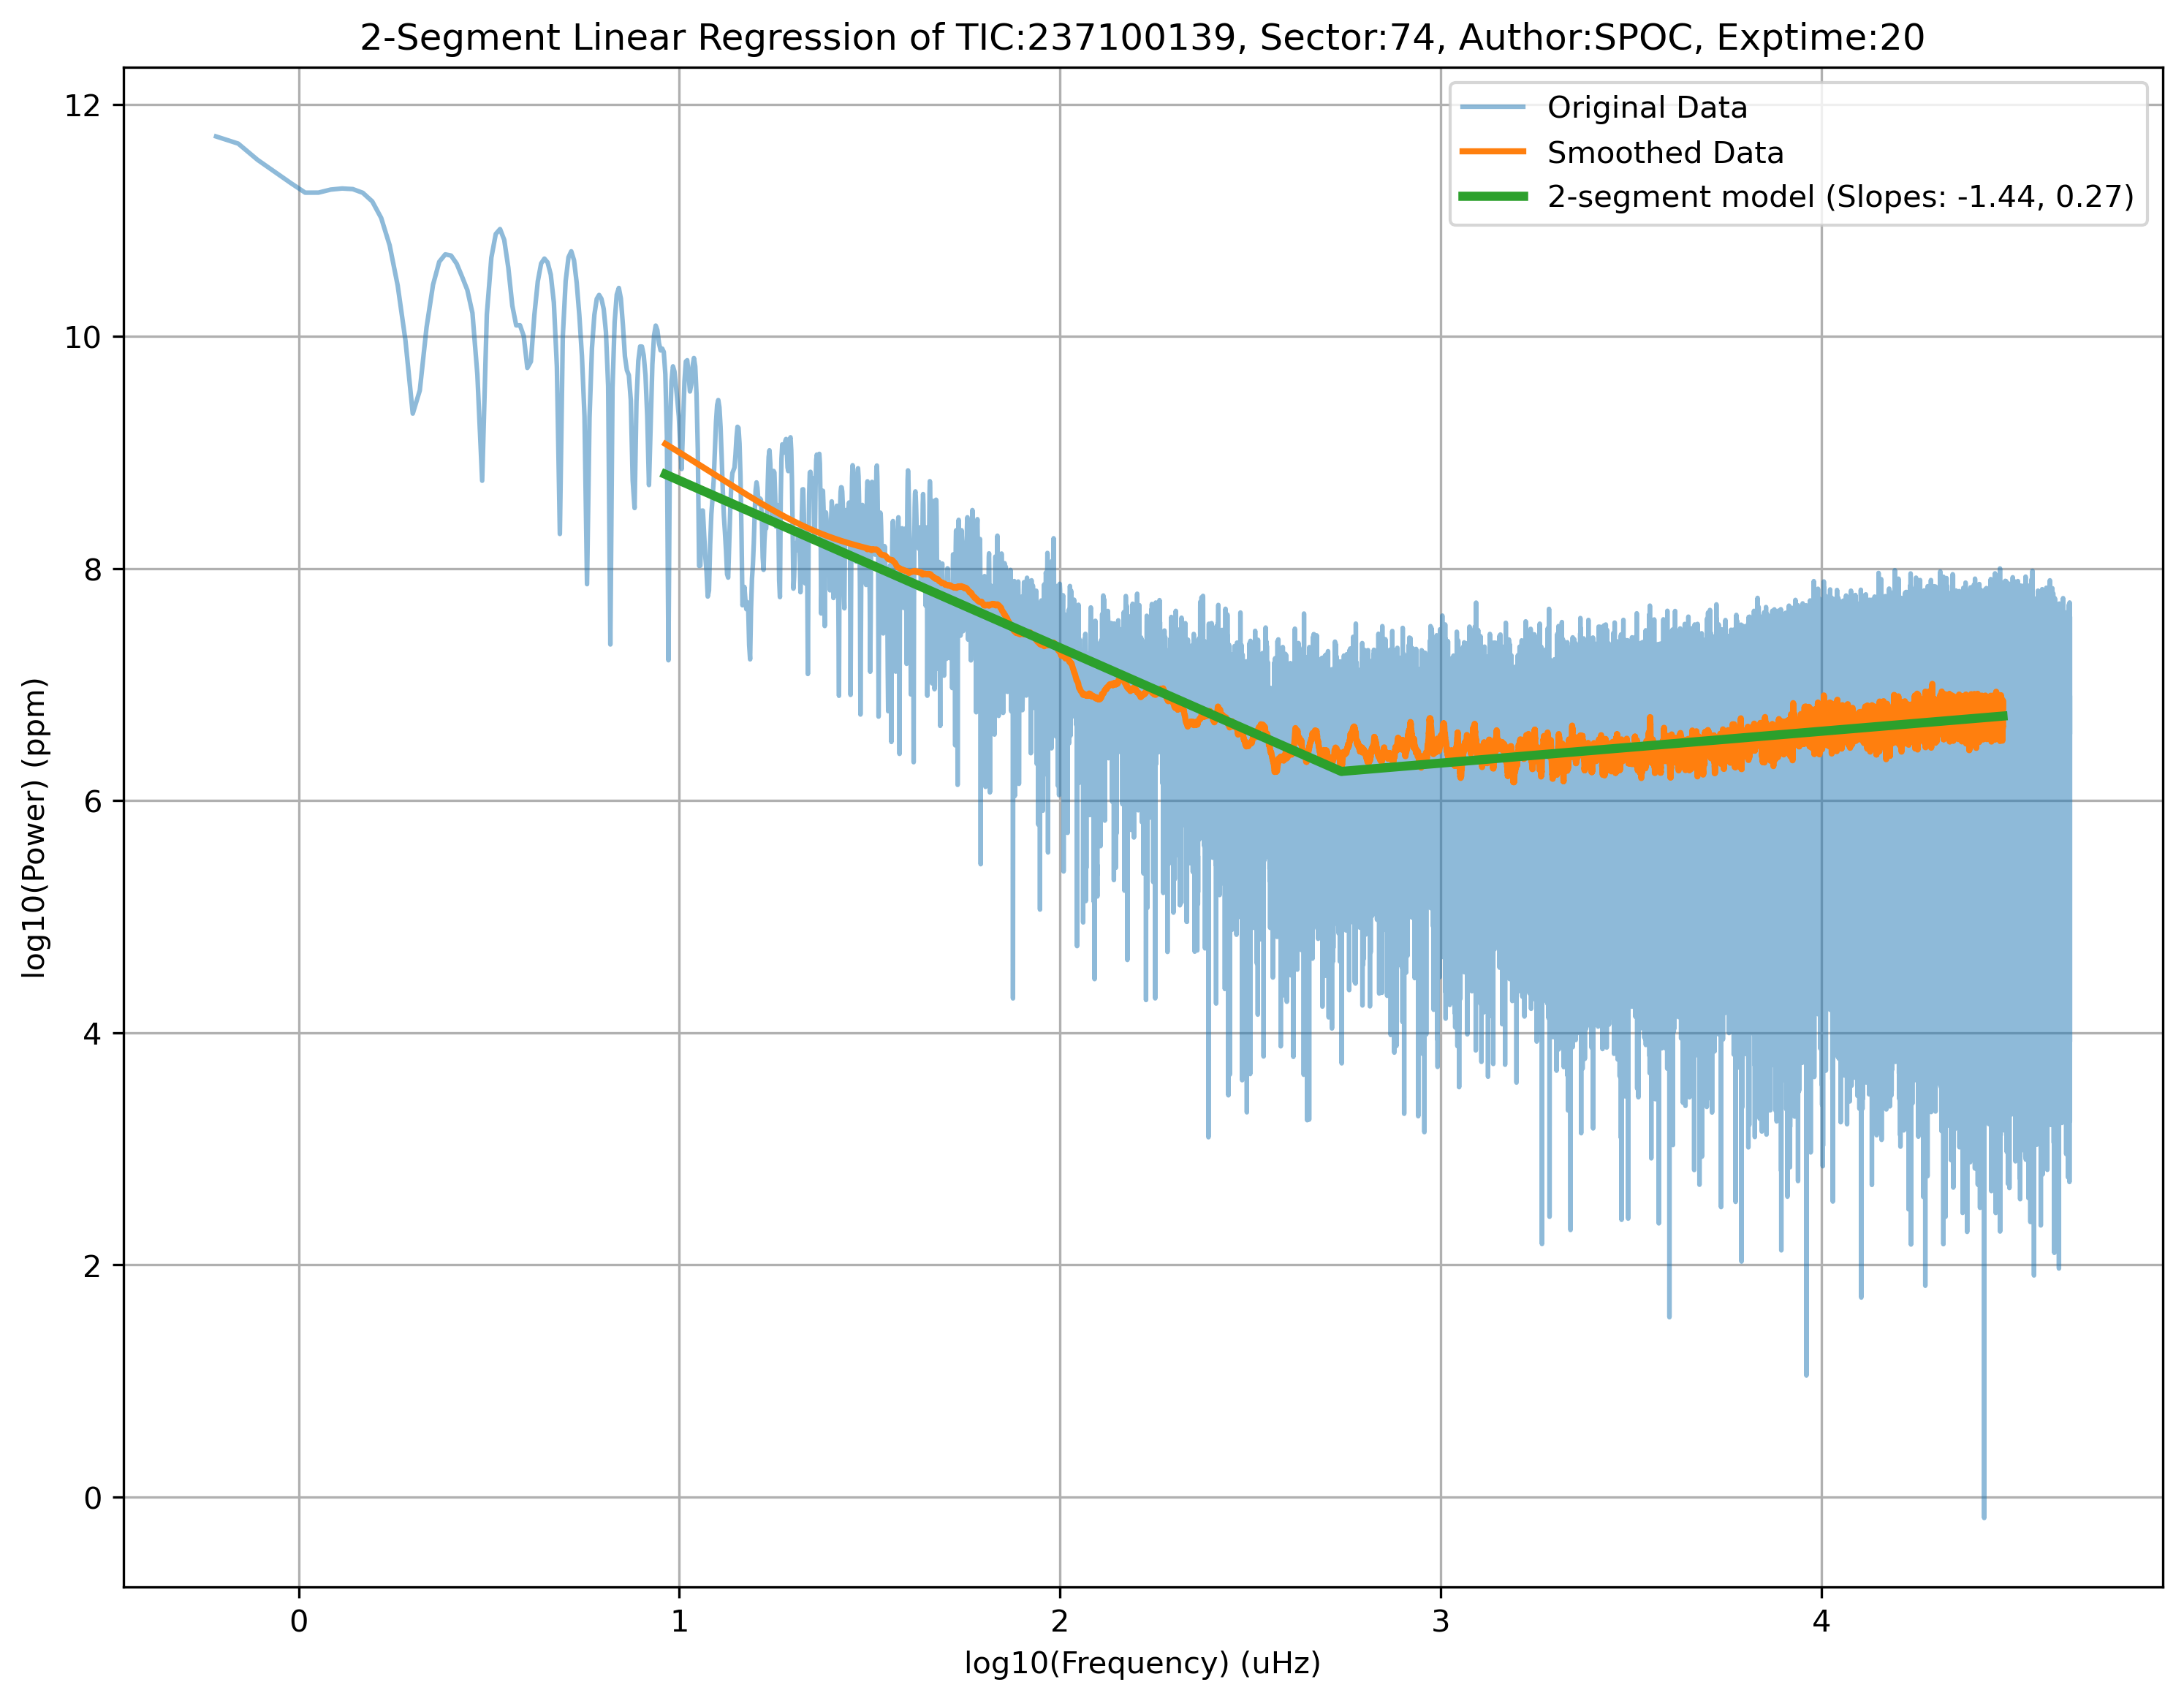 2-Segment Linear Regression of TIC:237100139, Sector:74, Author:SPOC, Exptime:20
Original Data
Smoothed Data
2-segment model (Slopes: -1.44, 0.27)
log10(Power) (ppm)
12
10
8
6
4
2
0
0 1 2 3 4
log10(Frequency) (uHz)